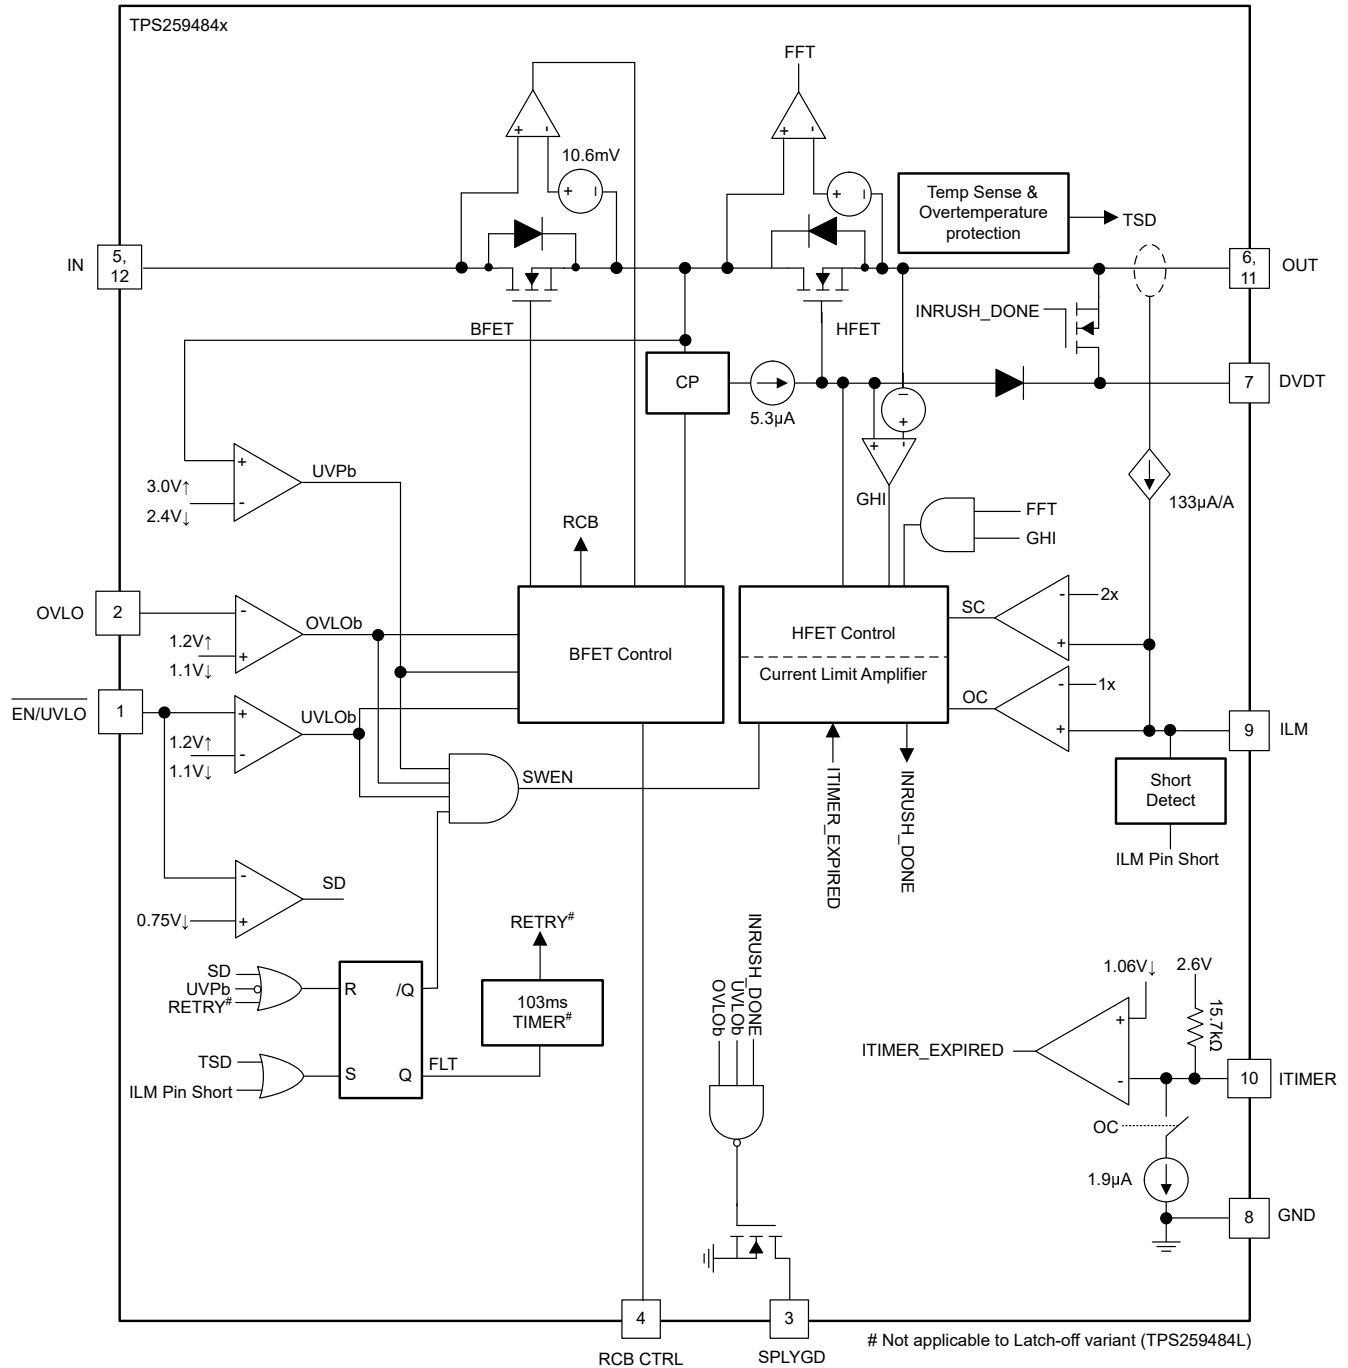 TPS259484x
FFT
10.6mV
+
-
+
-
+
+
Temp Sense &
Overtemperature
protection
TSD
IN
5,
12
6,
11
OUT
INRUSH_DONE
BFET
HFET
CP
5.3µA
7
DVDT
+
-
+
-
3.0V↑
2.4V↓
UVPb
+
-
GHI
133µA/A
RCB
FFT
GHI
OVLO
2
1.2V↑
1.1V↓
-
+
OVLOb
BFET Control
HFET Control
Current Limit Amplifier
SC
-
2x
+
EN/UVLO
1
1.2V↑
1.1V↓
+
-
UVLOb
OC
-
1x
+
9
ILM
SWEN
ITIMER_EXPIRED
INRUSH_DONE
Short
Detect
ILM Pin Short
0.75V↓
-
+
SD
RETRY#
INRUSH_DONE
UVLOb
OVLOb
SD
UVPb
RETRY#
R
/Q
103ms
TIMER#
TSD
ILM Pin Short
S
Q
FLT
1.06V↓
2.6V
15.7kΩ
ITIMER_EXPIRED
+
-
10
ITIMER
OC
1.9µA
8
GND
4
RCB CTRL
3
SPLYGD
# Not applicable to Latch-off variant (TPS259484L)